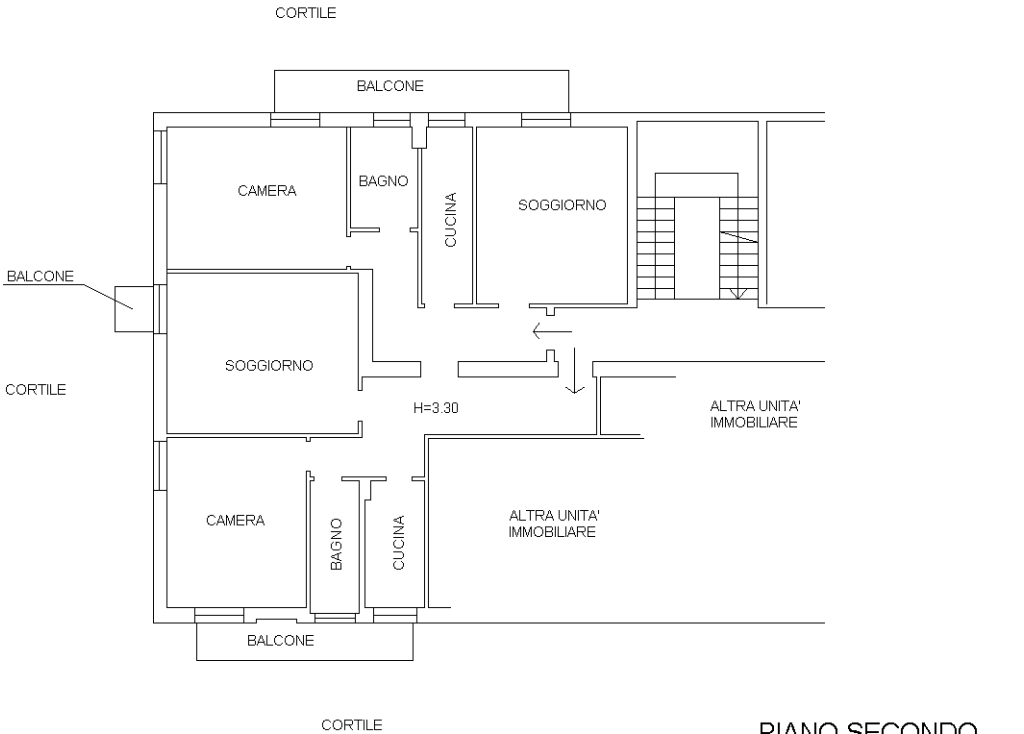 CORTILE
BALCONE
CAMERA
BAGNO
CUCINA
SOGGIORNO
BALCONE
SOGGIORNO
CORTILE
H=3.30
ALTRA UNITA'
IMMOBILIARE
CAMERA
BAGNO
CUCINA
ALTRA UNITA'
IMMOBILIARE
BALCONE
CORTILE
PIANO SECONDO